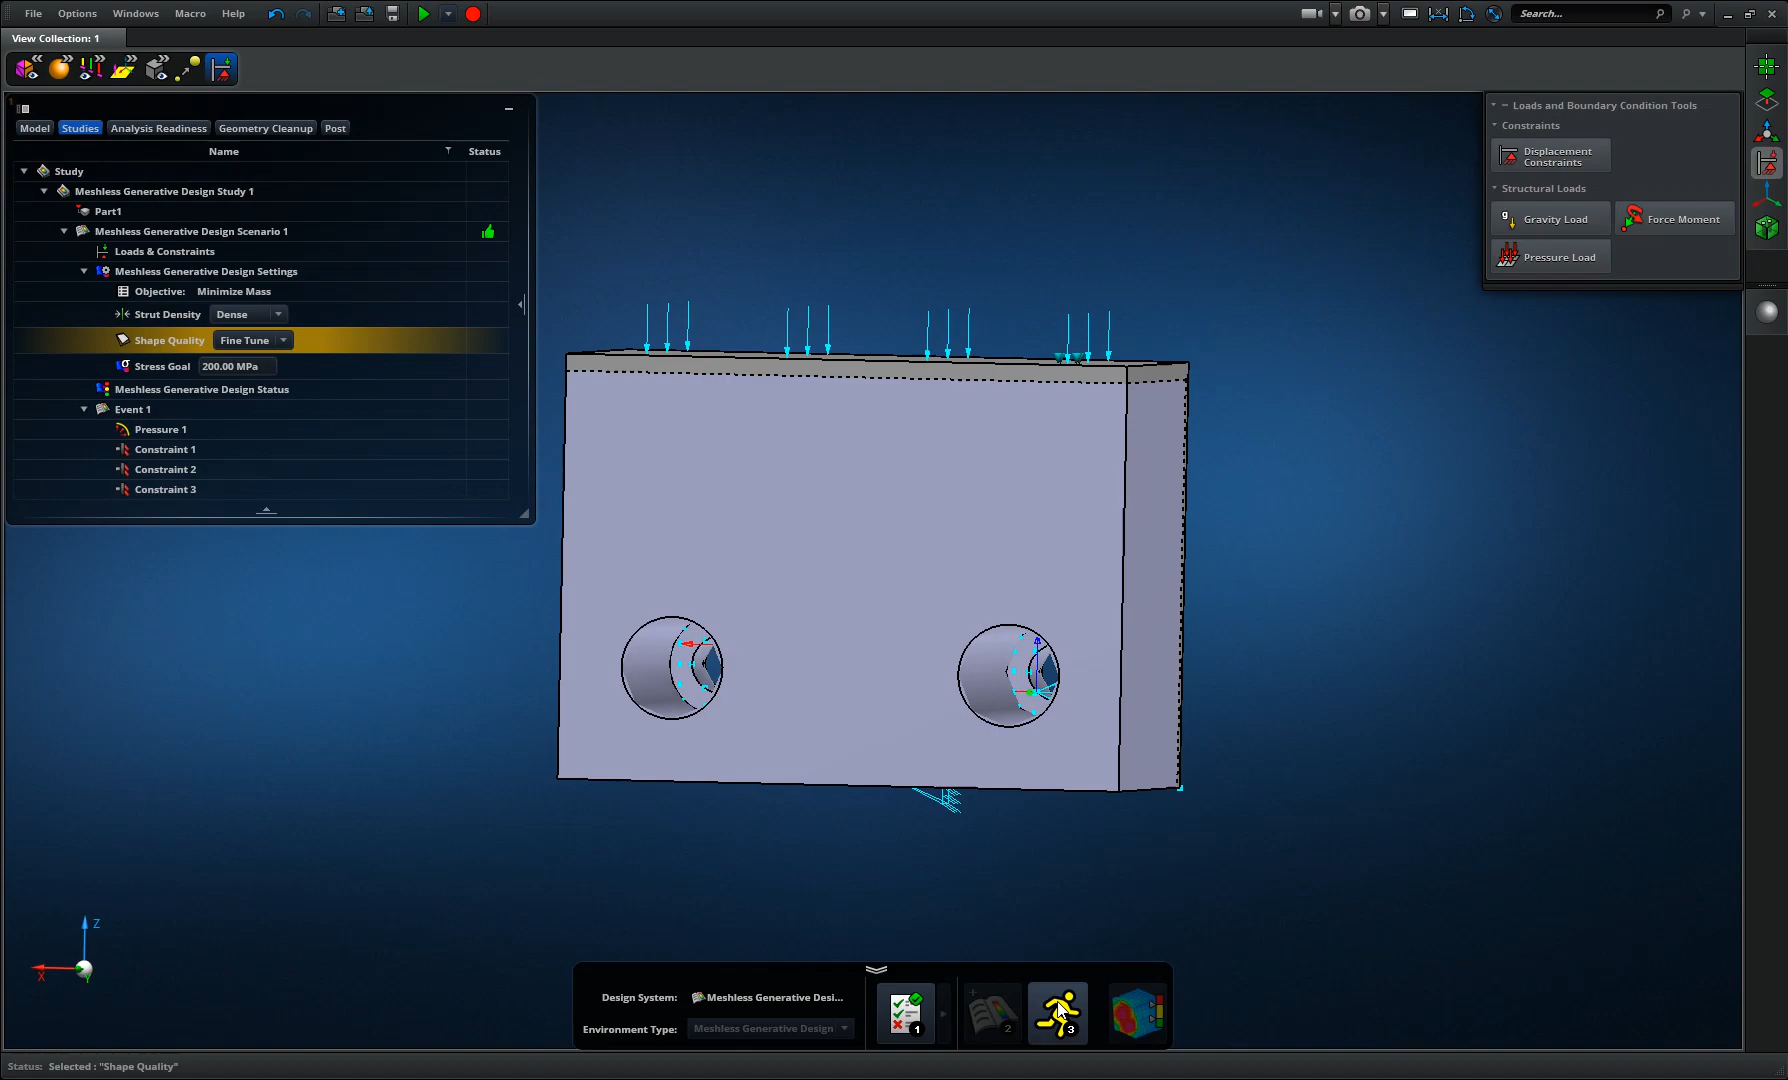 File Options Windows Macro Help Search...
View Collection: 1
Model Studies Analysis Readiness Geometry Cleanup Post
Name Status
Study
Meshless Generative Design Study 1
Part1
Meshless Generative Design Scenario 1
Loads & Constraints
Meshless Generative Design Settings
Objective: Minimize Mass
Strut Density Dense
Shape Quality Fine Tune
Stress Goal 200.00 MPa
Meshless Generative Design Status
Event 1
Pressure 1
Constraint 1
Constraint 2
Constraint 3
Loads and Boundary Condition Tools
Constraints
Displacement
Constraints
Structural Loads
g Gravity Load Force Moment
Pressure Load
Z
X
Y
Design System: Meshless Generative Desi...
Environment Type: Meshless Generative Design
1 2 3
Status: Selected : "Shape Quality"